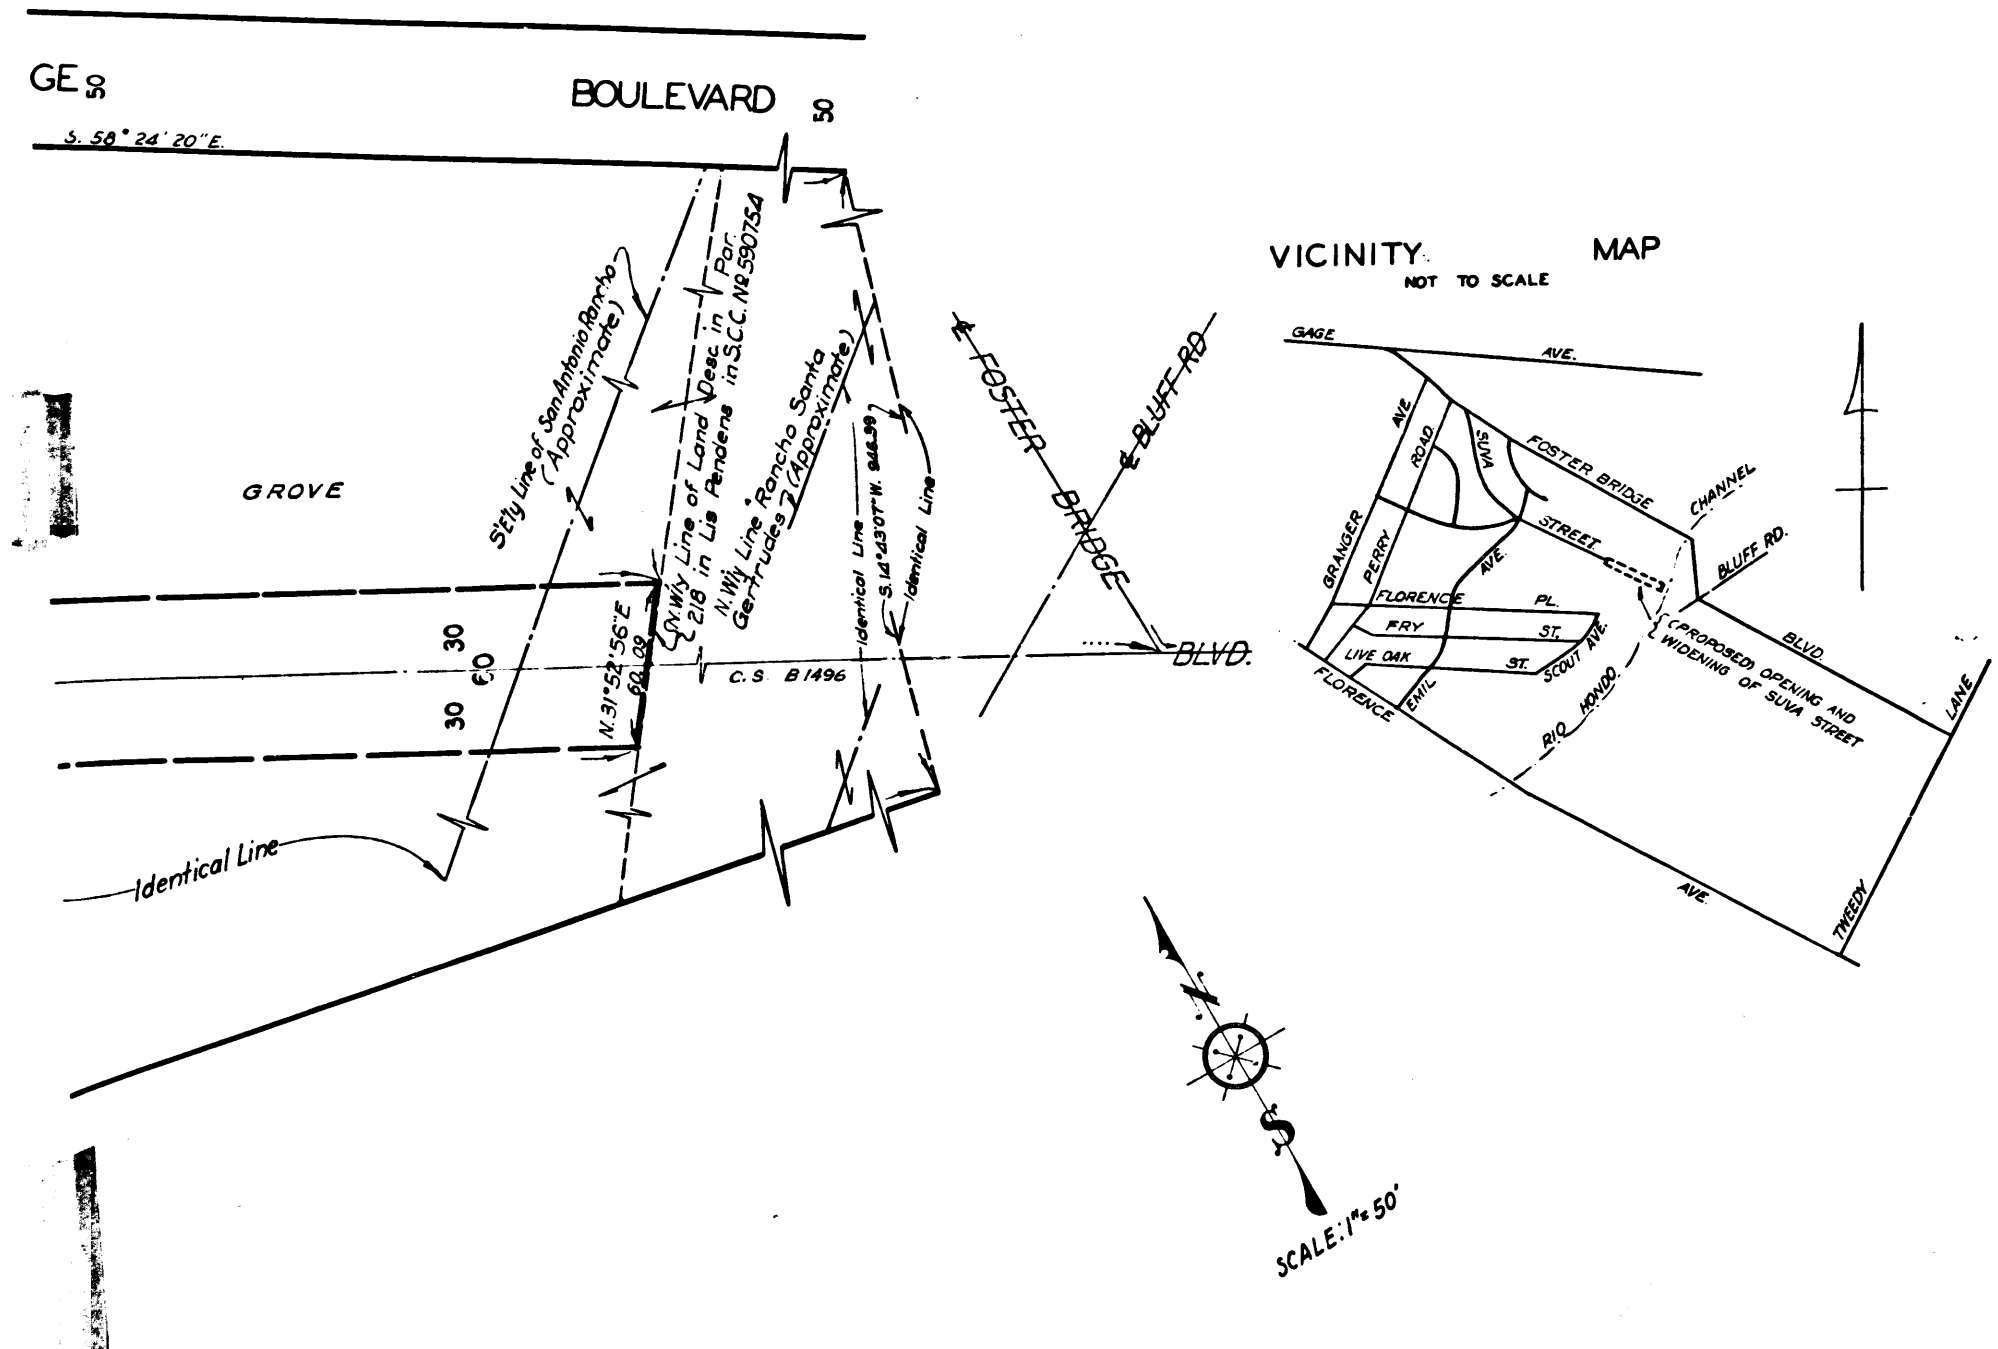 GE 50 BOULEVARD 50
S. 58° 24' 20" E.
GROVE
S'E'ly Line of San Antonio Rancho
(Approximate)
N.W'ly Line of Land Desc. in Par.
218 in Lis Pendens in S.C.C. Nº 590754
N.W'ly Line "Rancho Santa
Gertrudes" (Approximate)
Identical Line
S. 14° 43' 07" W. 946.99
Identical Line
30
60
30
N. 31° 52' 56" E
60.09
C. S. B 1496
Identical Line
℄ FOSTER BRIDGE BLVD.
℄ BLUFF RD
N
S
SCALE: 1" = 50'
VICINITY MAP
NOT TO SCALE
GAGE AVE.
GRANGER AVE
PERRY ROAD
SUVA STREET
FOSTER BRIDGE BLVD.
CHANNEL
BLUFF RD.
EMIL AVE.
FLORENCE PL.
FRY ST.
LIVE OAK ST.
SCOUT AVE.
FLORENCE AVE.
RIO HONDO
(PROPOSED) OPENING AND
WIDENING OF SUVA STREET
TWEEDY LANE